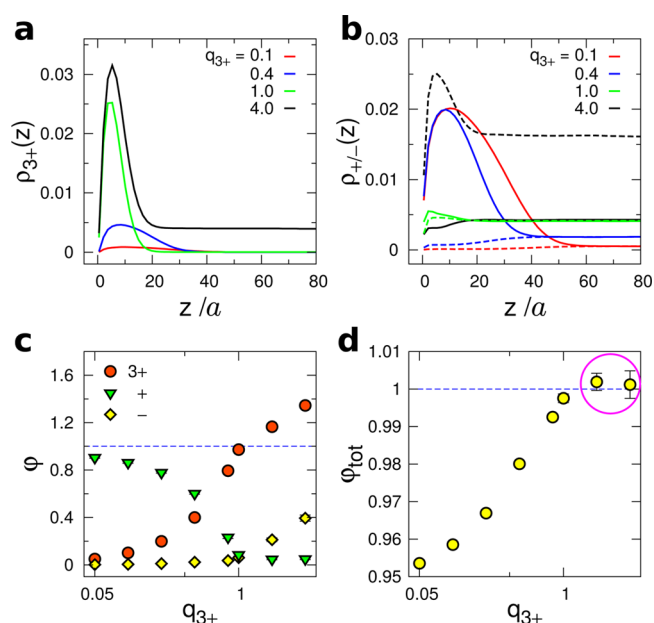 a
0.03
0.02
0.01
0
ρ3+(z)
q3+ = 0.1
0.4
1.0
4.0
0 20 40 60 80
z /a
b
0.03
0.02
0.01
0
ρ+/−(z)
q3+ = 0.1
0.4
1.0
4.0
0 20 40 60 80
z /a
c
1.6
1.2
0.8
0.4
0
φ
3+
+
−
0.05 1
q3+
d
1.01
1
0.99
0.98
0.97
0.96
0.95
φtot
0.05 1
q3+